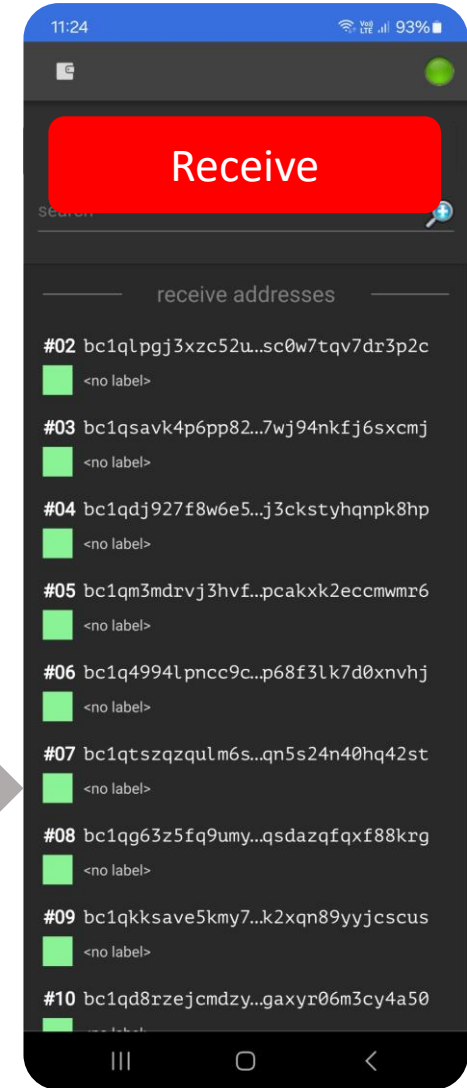 11:24 Vo)) LTE 93%
Receive
search
receive addresses
#02 bc1qlpgj3xzc52u…sc0w7tqv7dr3p2c
<no label>
#03 bc1qsavk4p6pp82…7wj94nkfj6sxcmj
<no label>
#04 bc1qdj927f8w6e5…j3ckstyhqnpk8hp
<no label>
#05 bc1qm3mdrvj3hvf…pcakxk2eccmwmr6
<no label>
#06 bc1q4994lpncc9c…p68f3lk7d0xnvhj
<no label>
#07 bc1qtszqzqulm6s…qn5s24n40hq42st
<no label>
#08 bc1qg63z5fq9umy…qsdazqfqxf88krg
<no label>
#09 bc1qkksave5kmy7…k2xqn89yyjcscus
<no label>
#10 bc1qd8rzejcmdzy…gaxyr06m3cy4a50